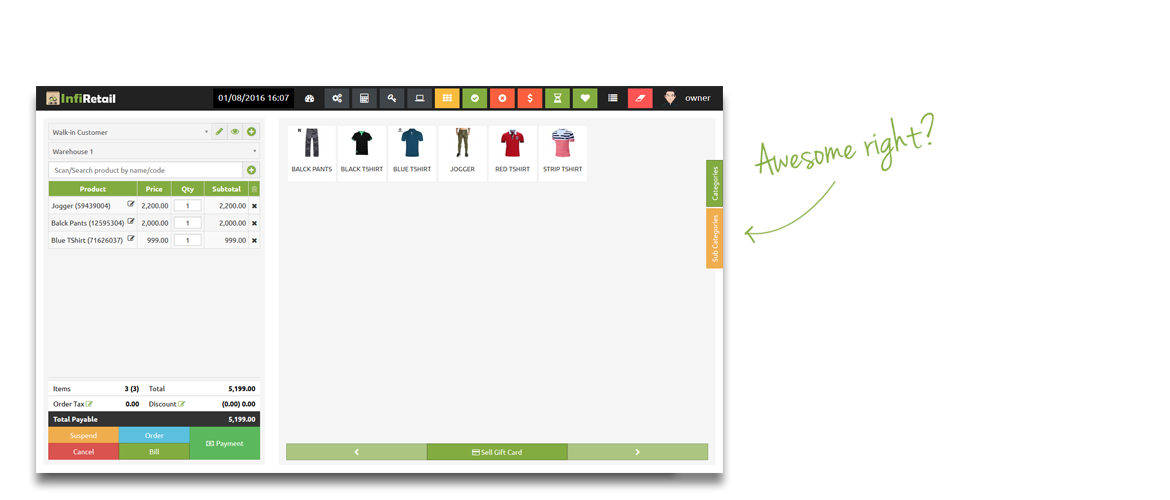 InfiRetail
01/08/2016 16:07
owner
Walk-in Customer
Warehouse 1
Scan/Search product by name/code
Product Price Qty Subtotal
Jogger (59439004) 2,200.00 1 2,200.00
Balck Pants (12595304) 2,000.00 1 2,000.00
Blue TShirt (71626037) 999.00 1 999.00
Items 3 (3) Total 5,199.00
Order Tax 0.00 Discount (0.00) 0.00
Total Payable 5,199.00
Suspend Order Payment
Cancel Bill
BALCK PANTS BLACK TSHIRT BLUE TSHIRT JOGGER RED TSHIRT STRIP TSHIRT
Categories
Sub Categories
Sell Gift Card
Awesome right?